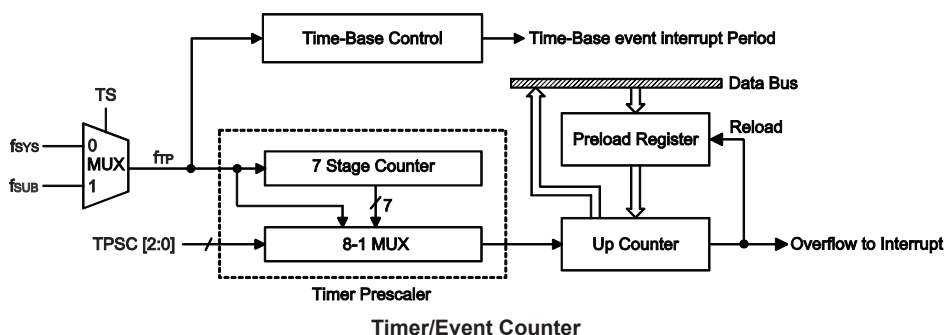 Time-Base Control
Time-Base event interrupt Period
Data Bus
TS
Preload Register
Reload
fSYS
0
MUX
fTP
7 Stage Counter
fSUB
1
7
TPSC [2:0]
8-1 MUX
Up Counter
Overflow to Interrupt
Timer Prescaler
Timer/Event Counter